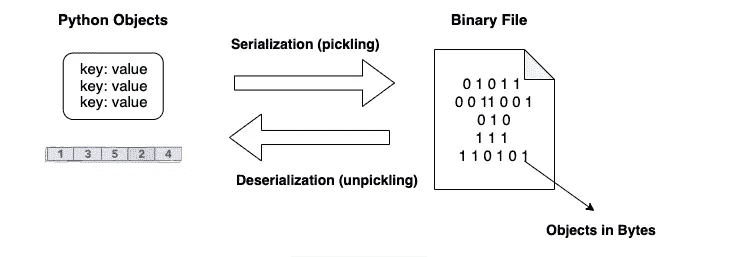 Python Objects
Binary File
Serialization (pickling)
key: value
key: value
key: value
0 1 0 1 1
0 0 11 0 0 1
0 1 0
1 1 1
1 1 0 1 0 1
1 3 5 2 4
Deserialization (unpickling)
Objects in Bytes